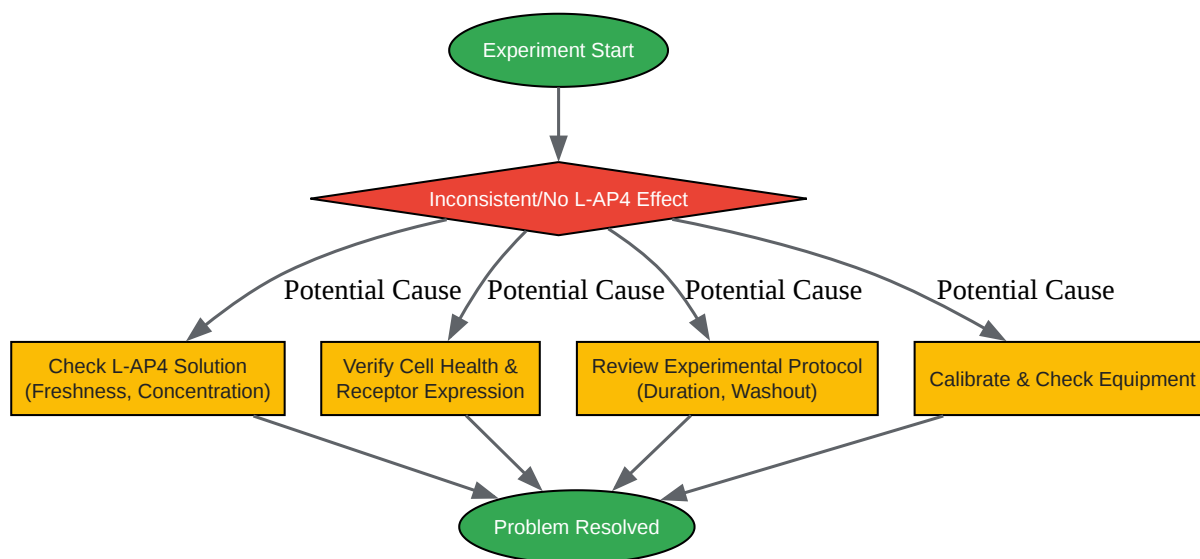 Experiment Start
Inconsistent/No L-AP4 Effect
Potential Cause
Potential Cause
Potential Cause
Potential Cause
Check L-AP4 Solution
(Freshness, Concentration)
Verify Cell Health &
Receptor Expression
Review Experimental Protocol
(Duration, Washout)
Calibrate & Check Equipment
Problem Resolved